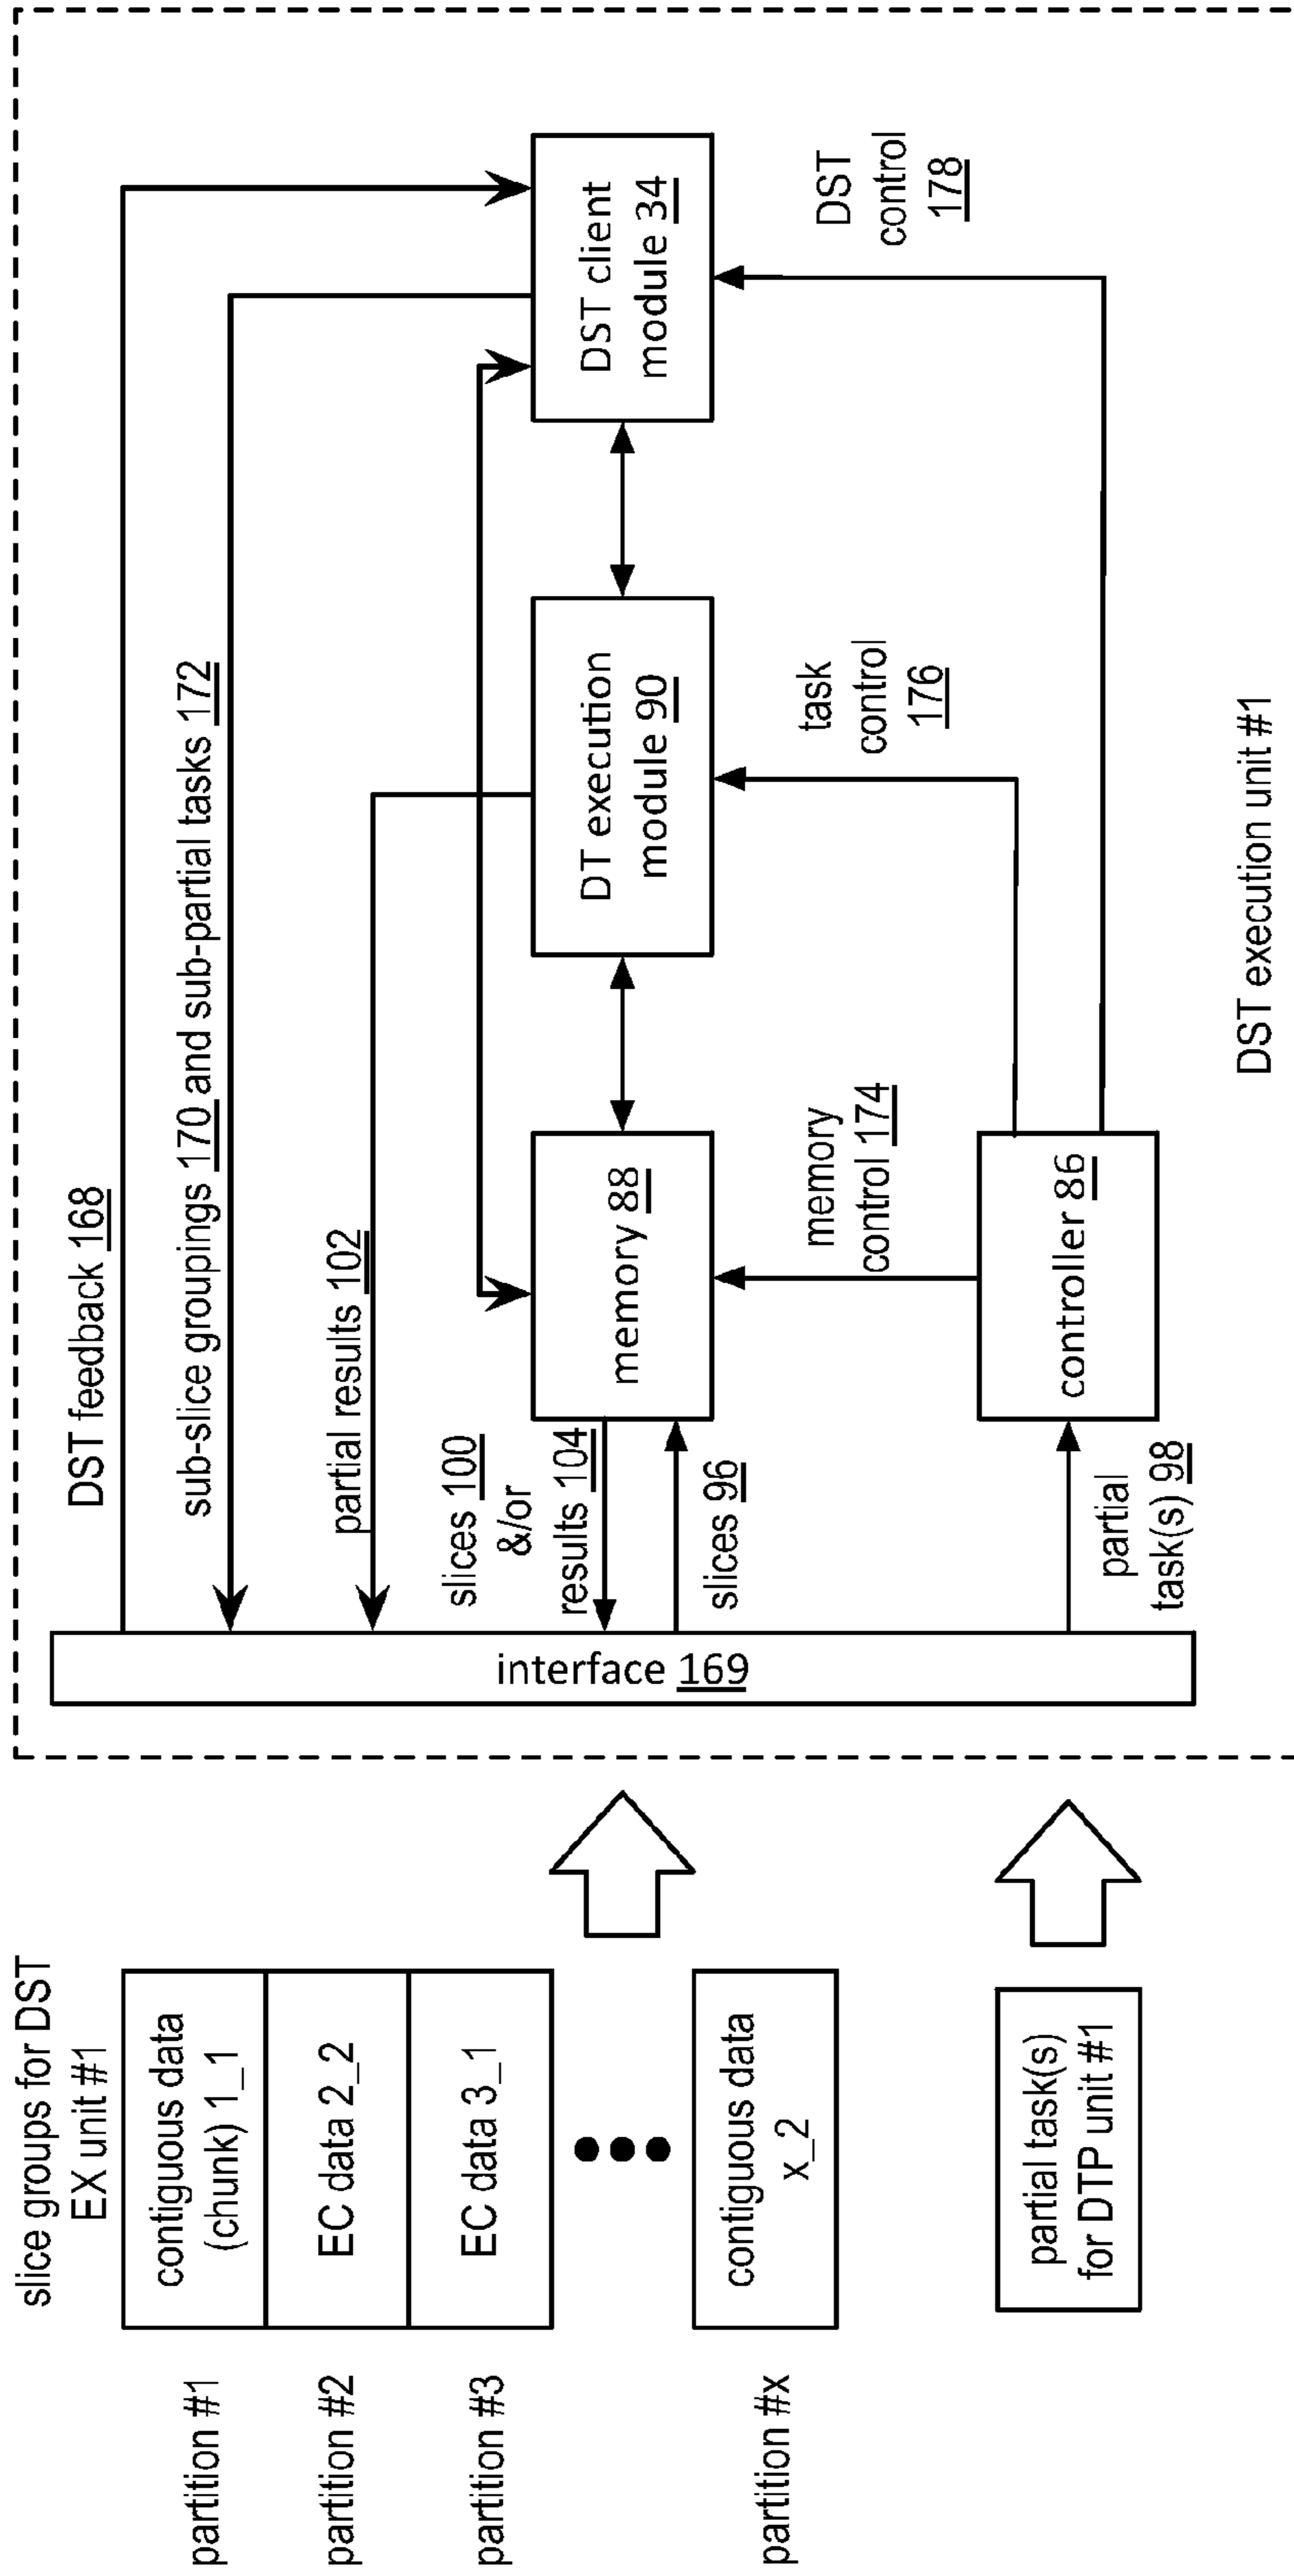 slice groups for DST
EX unit #1
partition #1
contiguous data
(chunk) 1_1
partition #2
EC data 2_2
partition #3
EC data 3_1
partition #x
contiguous data
x_2
partial task(s)
for DTP unit #1
interface 169
DST feedback 168
sub-slice groupings 170 and sub-partial tasks 172
partial results 102
slices 100
&/or
results 104
slices 96
partial
task(s) 98
memory 88
DT execution
module 90
DST client
module 34
memory
control 174
task
control
176
DST
control
178
controller 86
DST execution unit #1